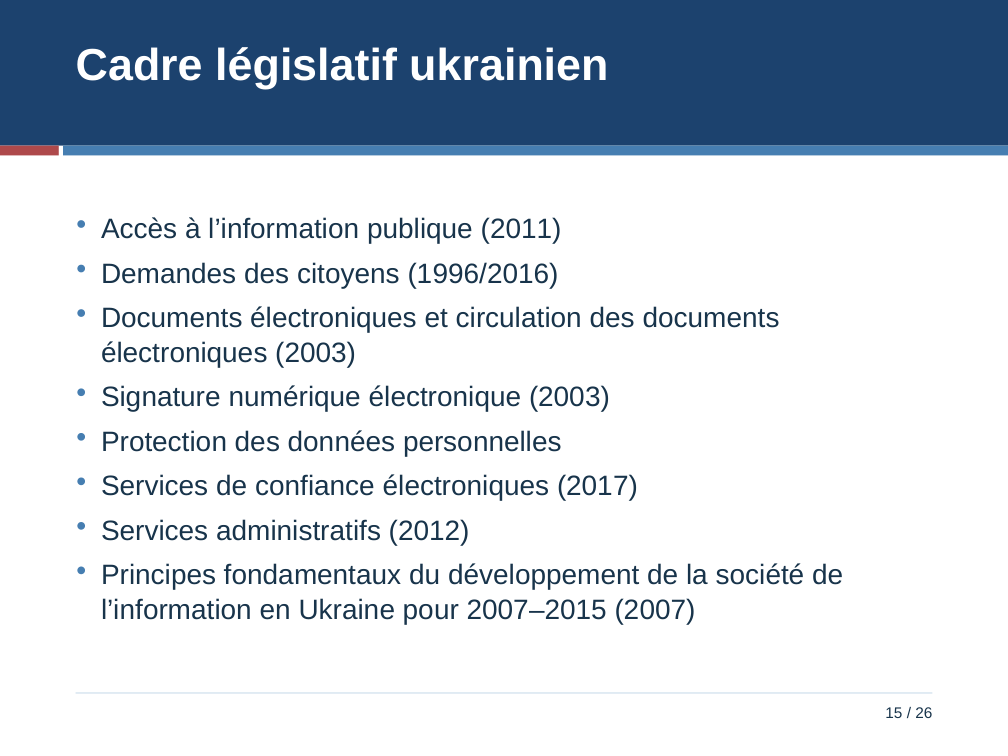 Cadre législatif ukrainien
• Accès à l’information publique (2011)
• Demandes des citoyens (1996/2016)
• Documents électroniques et circulation des documents
électroniques (2003)
• Signature numérique électronique (2003)
• Protection des données personnelles
• Services de confiance électroniques (2017)
• Services administratifs (2012)
• Principes fondamentaux du développement de la société de
l’information en Ukraine pour 2007–2015 (2007)
15 / 26